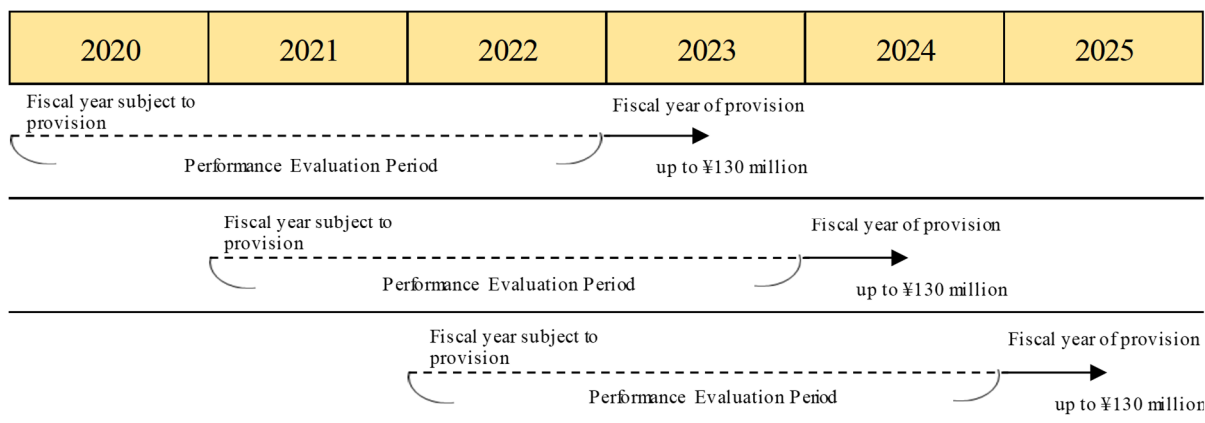 2020 2021 2022 2023 2024 2025
Fiscal year subject to
provision
Fiscal year of provision
Performance Evaluation Period
up to ¥130 million
Fiscal year subject to
provision
Fiscal year of provision
Performance Evaluation Period
up to ¥130 million
Fiscal year subject to
provision
Fiscal year of provision
Performance Evaluation Period
up to ¥130 million